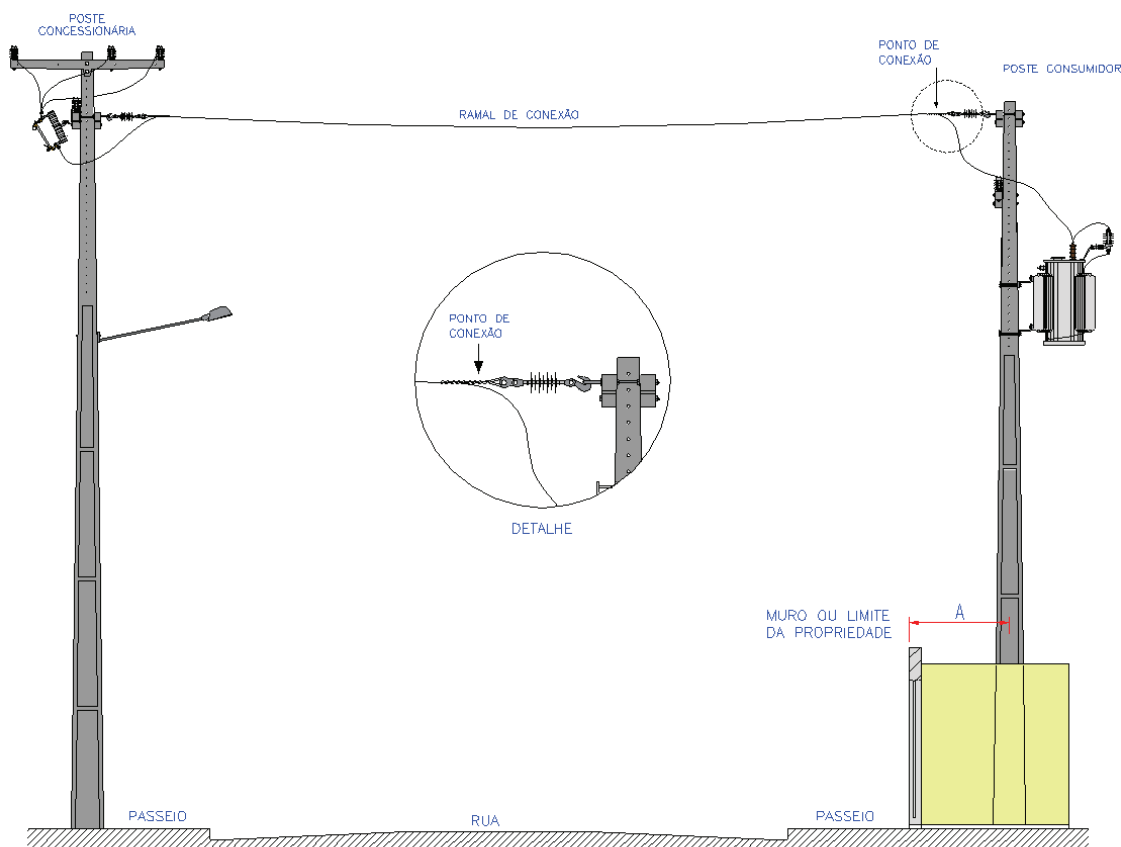 POSTE
CONCESSIONÁRIA
PONTO DE
CONEXÃO
POSTE CONSUMIDOR
RAMAL DE CONEXÃO
PONTO DE
CONEXÃO
DETALHE
MURO OU LIMITE
DA PROPRIEDADE
A
PASSEIO
RUA
PASSEIO